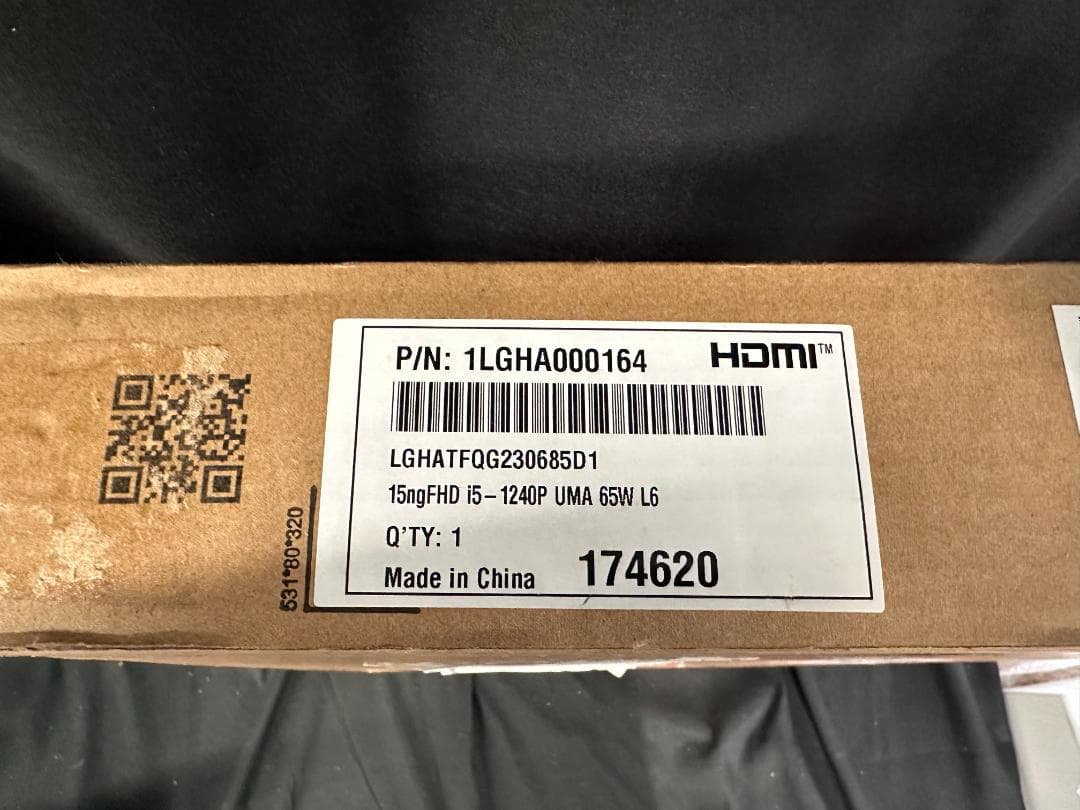 P/N: 1LGHA000164
HDMI™
LGHATFQG230685D1
15ngFHD i5-1240P UMA 65W L6
Q'TY: 1
Made in China 174620
531*80*320